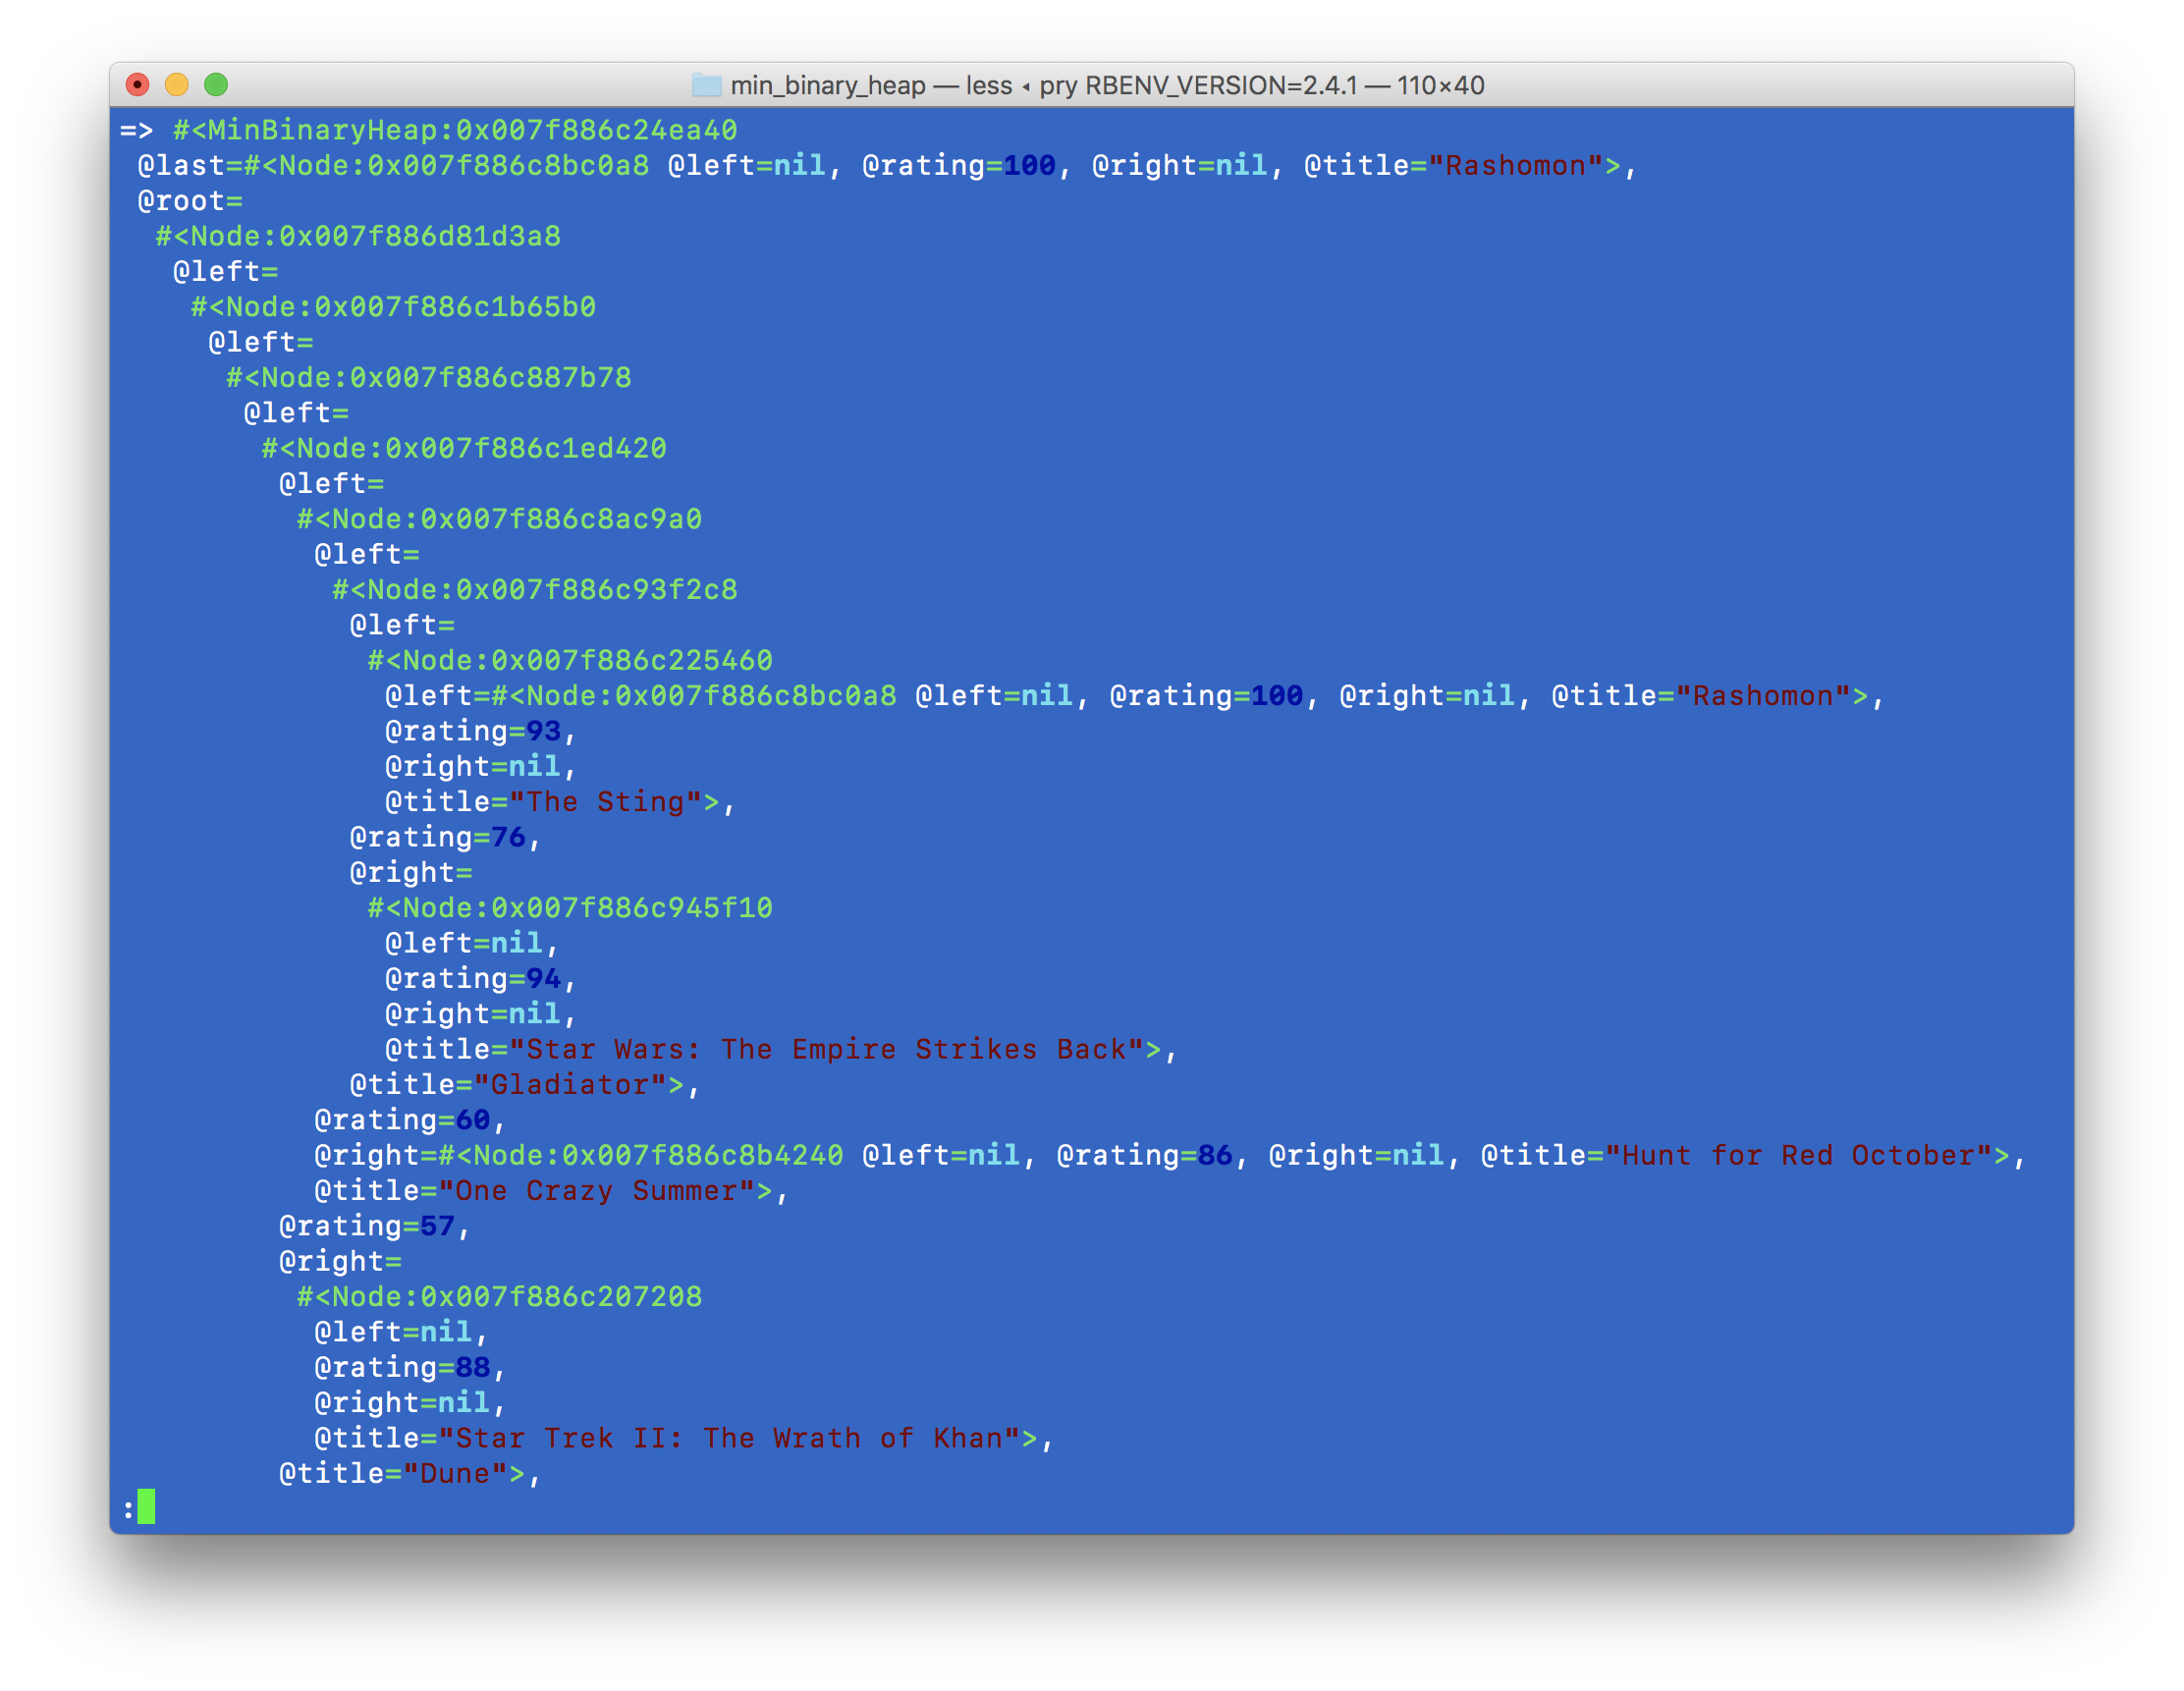 min_binary_heap — less ◂ pry RBENV_VERSION=2.4.1 — 110×40
=> #<MinBinaryHeap:0x007f886c24ea40
 @last=#<Node:0x007f886c8bc0a8 @left=nil, @rating=100, @right=nil, @title="Rashomon">,
 @root=
  #<Node:0x007f886d81d3a8
   @left=
    #<Node:0x007f886c1b65b0
     @left=
      #<Node:0x007f886c887b78
       @left=
        #<Node:0x007f886c1ed420
         @left=
          #<Node:0x007f886c8ac9a0
           @left=
            #<Node:0x007f886c93f2c8
             @left=
              #<Node:0x007f886c225460
               @left=#<Node:0x007f886c8bc0a8 @left=nil, @rating=100, @right=nil, @title="Rashomon">,
               @rating=93,
               @right=nil,
               @title="The Sting">,
             @rating=76,
             @right=
              #<Node:0x007f886c945f10
               @left=nil,
               @rating=94,
               @right=nil,
               @title="Star Wars: The Empire Strikes Back">,
             @title="Gladiator">,
           @rating=60,
           @right=#<Node:0x007f886c8b4240 @left=nil, @rating=86, @right=nil, @title="Hunt for Red October">,
           @title="One Crazy Summer">,
         @rating=57,
         @right=
          #<Node:0x007f886c207208
           @left=nil,
           @rating=88,
           @right=nil,
           @title="Star Trek II: The Wrath of Khan">,
         @title="Dune">,
: